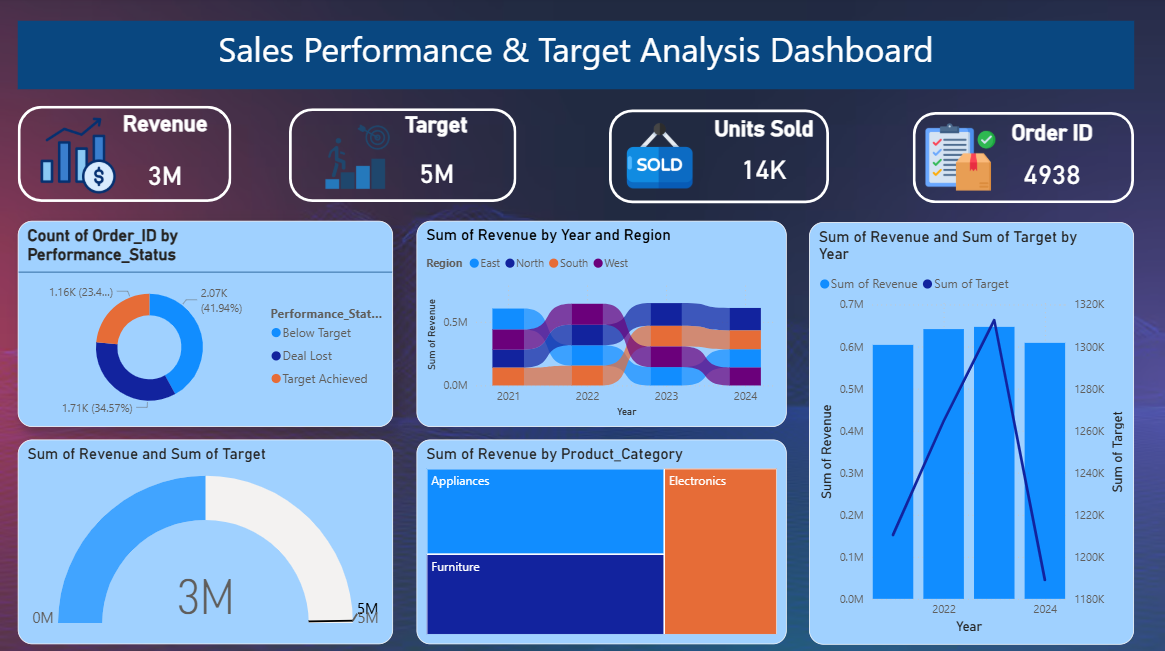 Sales Performance & Target Analysis Dashboard
Revenue
3M
Target
5M
SOLD
Units Sold
14K
Order ID
4938
Count of Order_ID by
Performance_Status
1.16K (23.4...)
2.07K
(41.94%)
1.71K (34.57%)
Performance_Stat...
Below Target
Deal Lost
Target Achieved
Sum of Revenue by Year and Region
Region East North South West
Sum of Revenue
0.5M
0.0M
2021 2022 2023 2024
Year
Sum of Revenue and Sum of Target by
Year
Sum of Revenue Sum of Target
Sum of Revenue
0.7M
0.6M
0.5M
0.4M
0.3M
0.2M
0.1M
0.0M
1320K
1300K
1280K
1260K
1240K
1220K
1200K
1180K
Sum of Target
2022 2024
Year
Sum of Revenue and Sum of Target
3M
0M
5M
5M
Sum of Revenue by Product_Category
Appliances
Furniture
Electronics